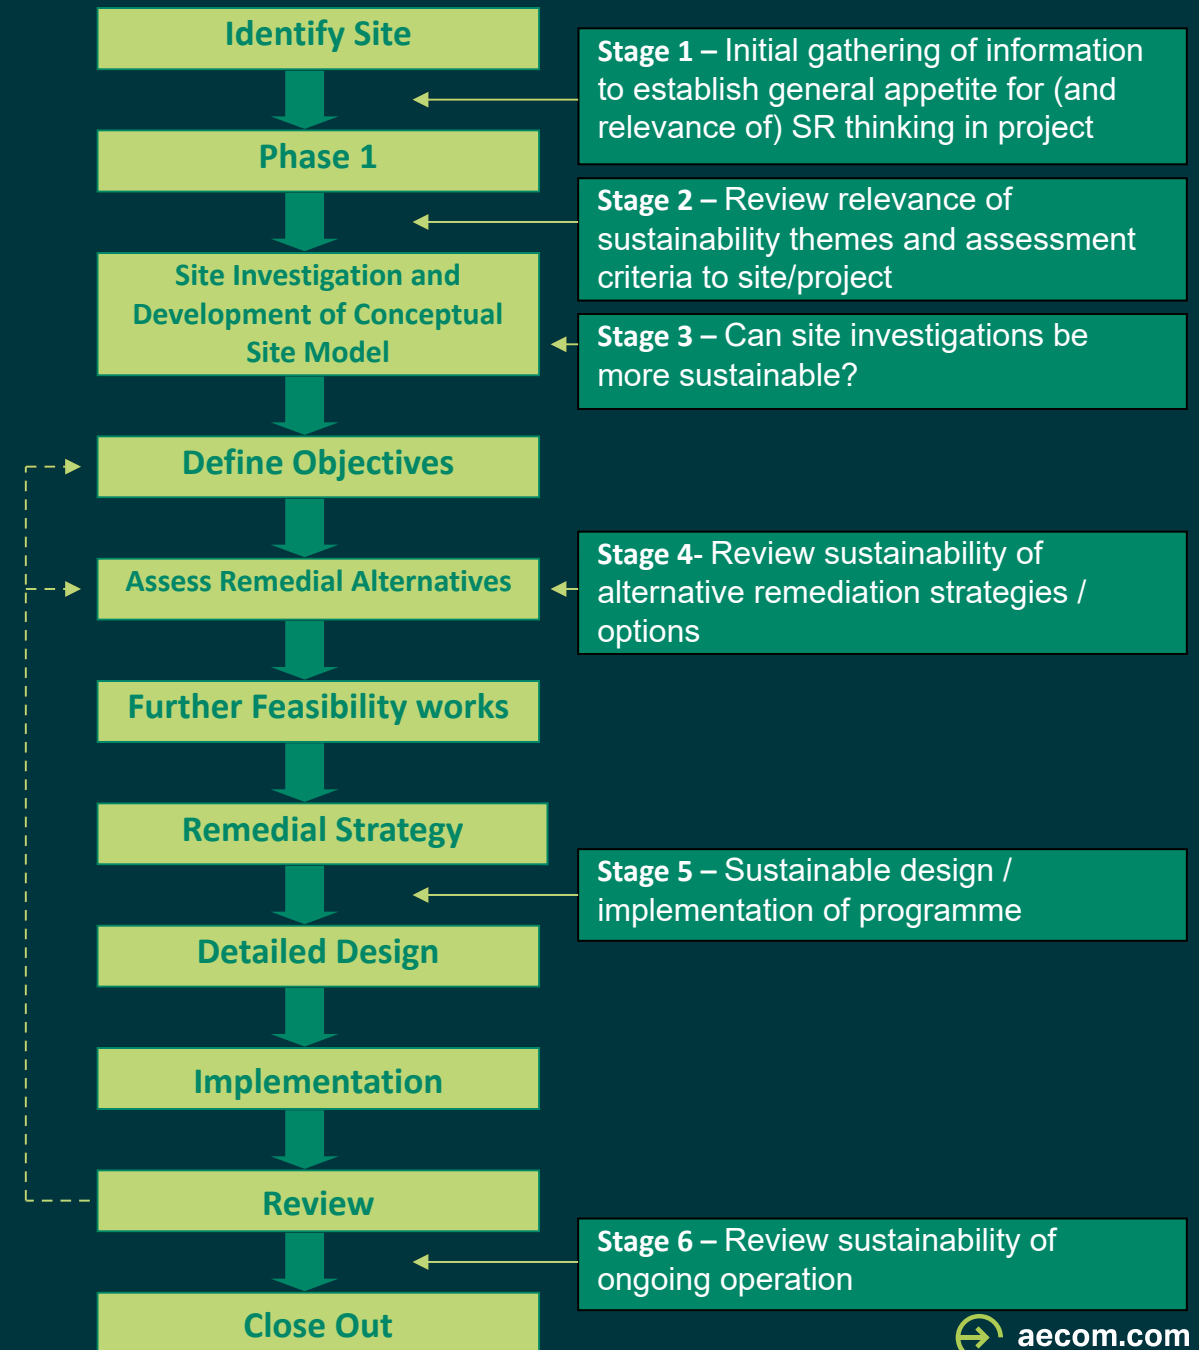 Identify Site
Stage 1 – Initial gathering of information
to establish general appetite for (and
relevance of) SR thinking in project
Phase 1
Stage 2 – Review relevance of
sustainability themes and assessment
criteria to site/project
Site Investigation and
Development of Conceptual
Site Model
Stage 3 – Can site investigations be
more sustainable?
Define Objectives
Assess Remedial Alternatives
Stage 4- Review sustainability of
alternative remediation strategies /
options
Further Feasibility works
Remedial Strategy
Stage 5 – Sustainable design /
implementation of programme
Detailed Design
Implementation
Review
Stage 6 – Review sustainability of
ongoing operation
Close Out
aecom.com